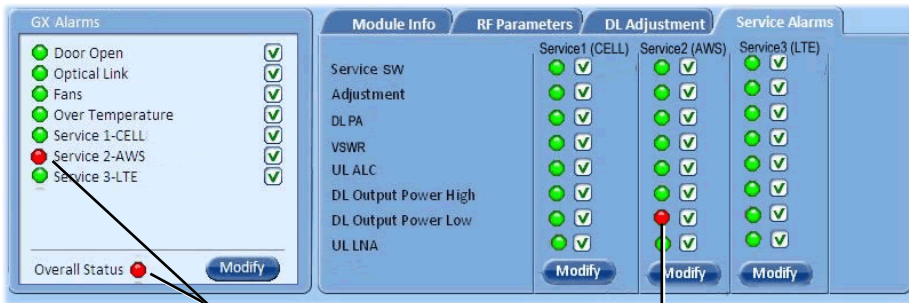 GX Alarms
Door Open
Optical Link
Fans
Over Temperature
Service 1-CELL
Service 2-AWS
Service 3-LTE
Overall Status
Modify
Module Info RF Parameters DL Adjustment Service Alarms
Service1 (CELL) Service2 (AWS) Service3 (LTE)
Service SW
Adjustment
DL PA
VSWR
UL ALC
DL Output Power High
DL Output Power Low
UL LNA
Modify Modify Modify